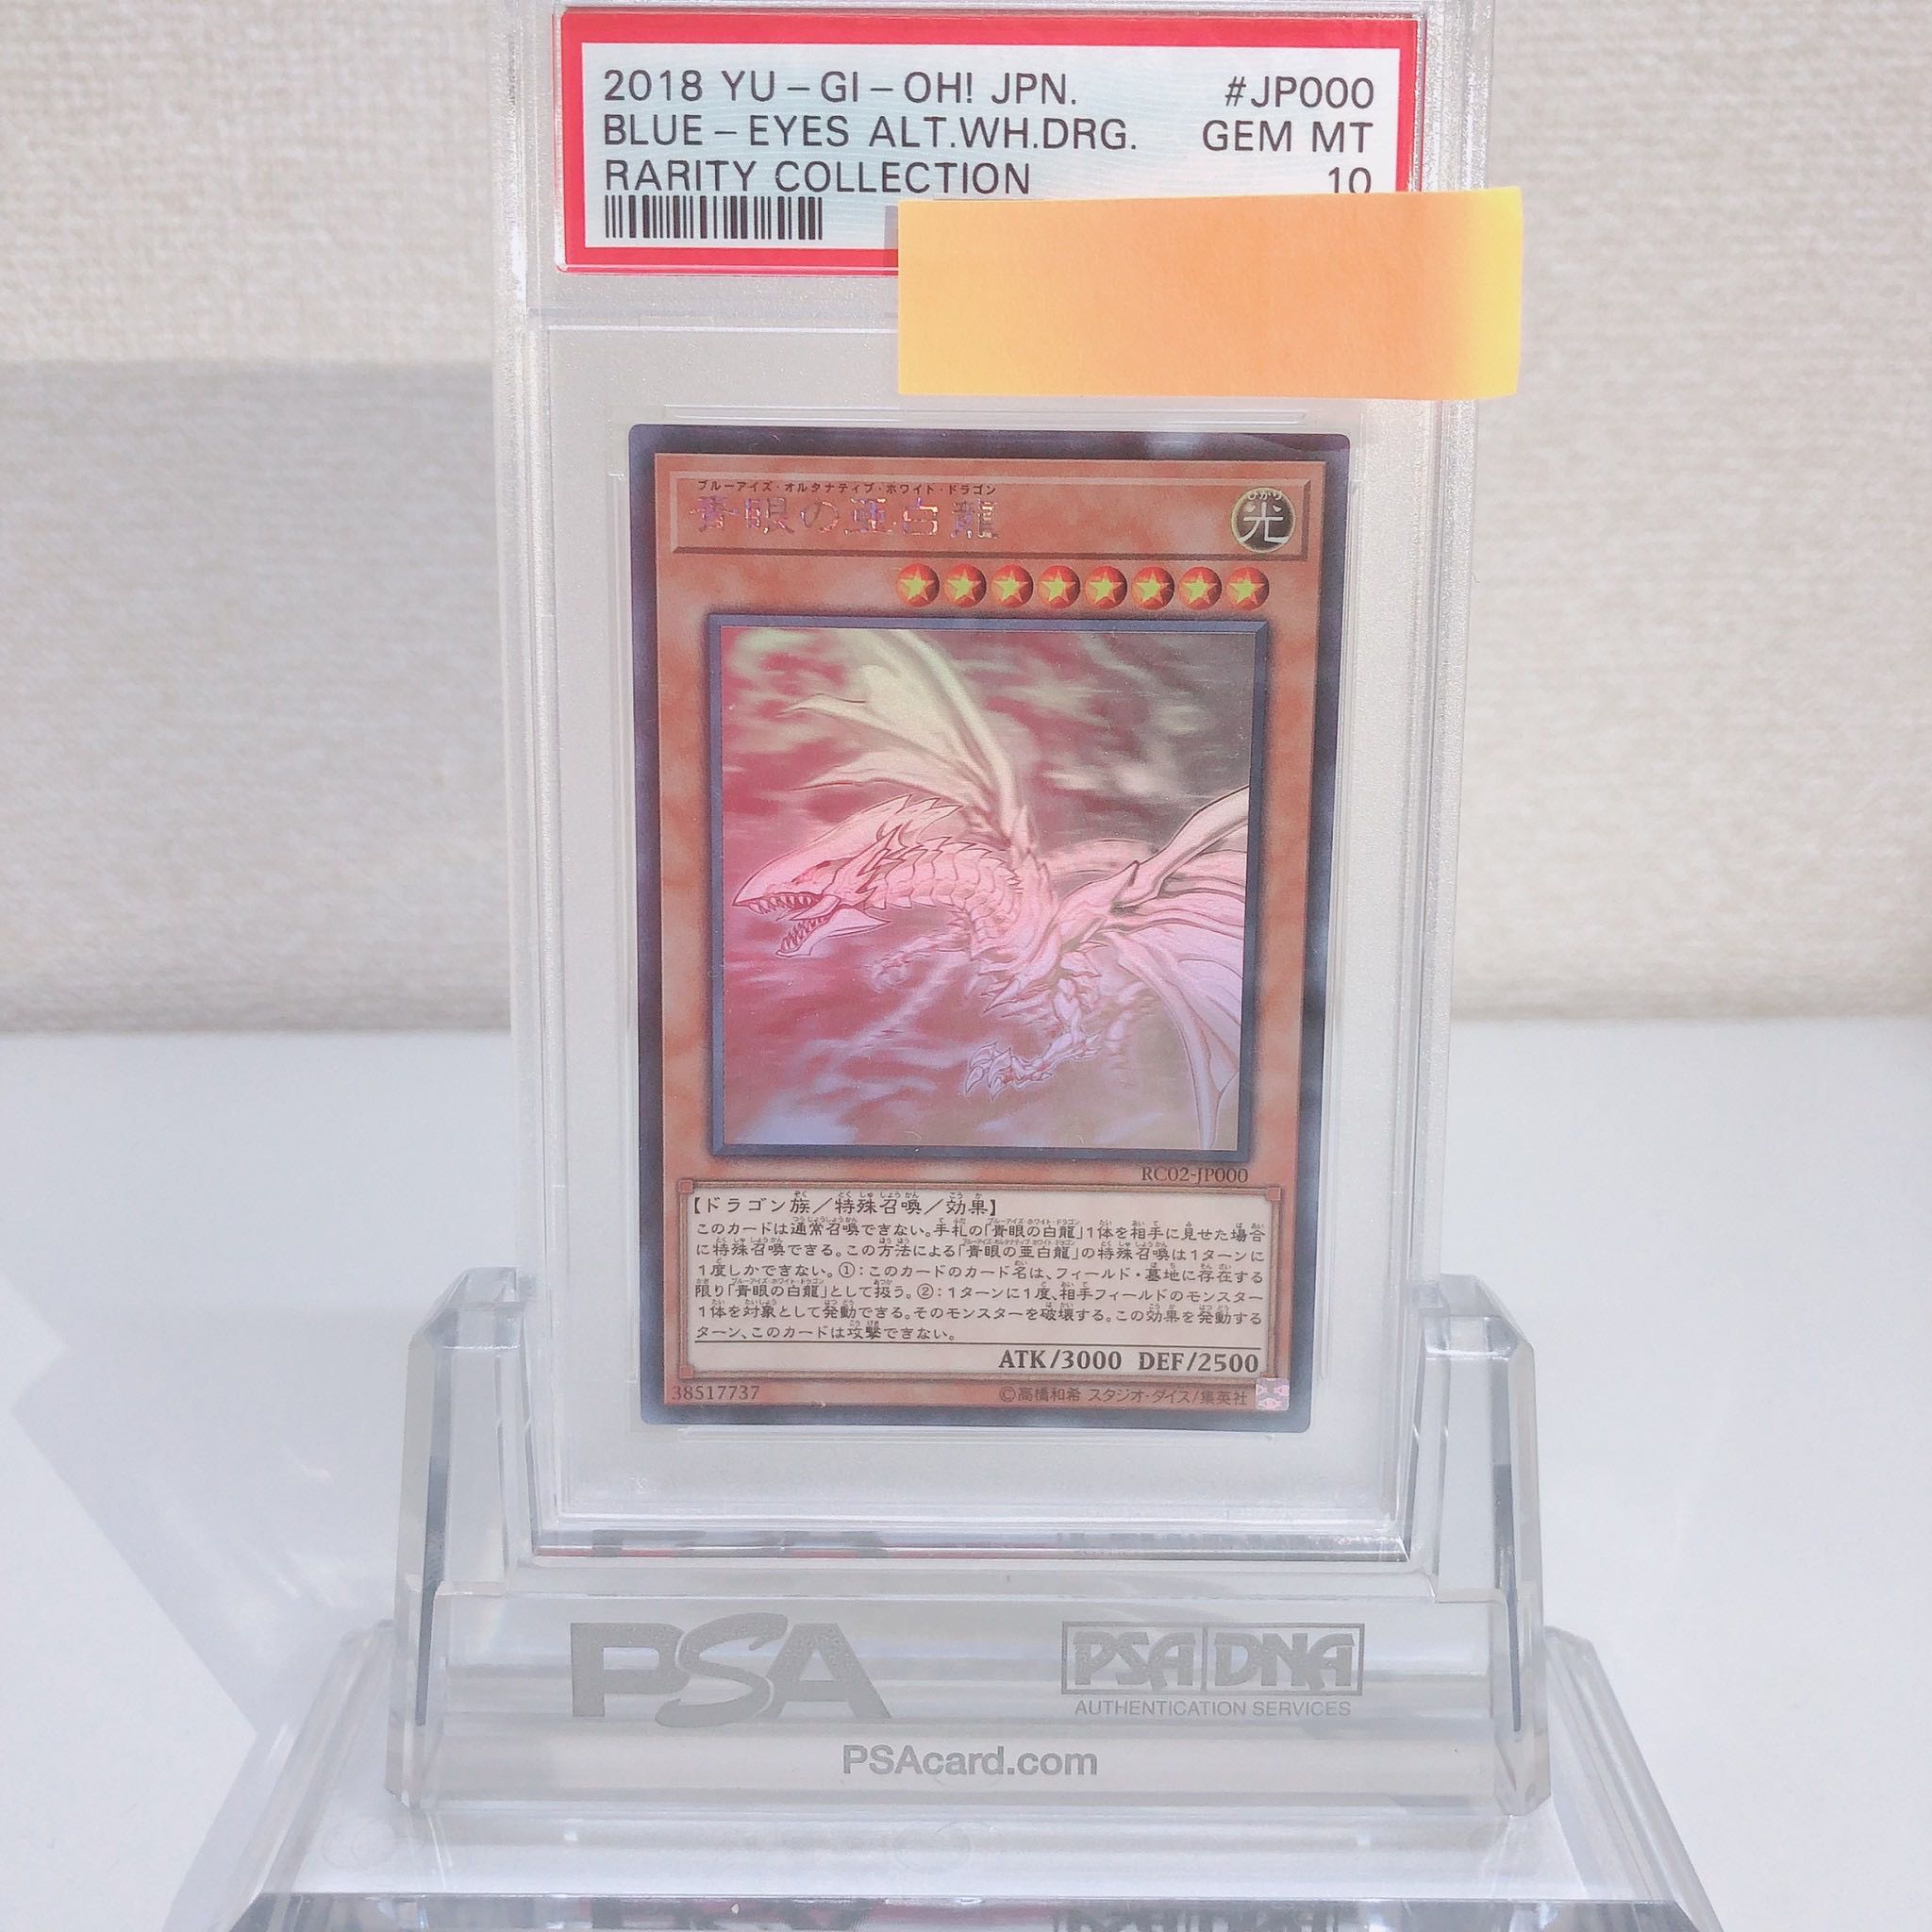 2018 YU-GI-OH! JPN. #JP000
BLUE-EYES ALT.WH.DRG. GEM MT
RARITY COLLECTION 10
ブルーアイズ・オルタナティブ・ホワイト・ドラゴン
青眼の亜白龍
ひかり
光
RC02-JP000
【ドラゴン族／特殊召喚／効果】
このカードは通常召喚できない。手札の「青眼の白龍」1体を相手に見せた場合
に特殊召喚できる。この方法による「青眼の亜白龍」の特殊召喚は1ターンに
1度しかできない。①：このカードのカード名は、フィールド・墓地に存在する
限り「青眼の白龍」として扱う。②：1ターンに1度、相手フィールドのモンスター
1体を対象として発動できる。そのモンスターを破壊する。この効果を発動する
ターン、このカードは攻撃できない。
ATK/3000 DEF/2500
38517737 ©高橋和希 スタジオ・ダイス/集英社
PSA PSA DNA
AUTHENTICATION SERVICES
PSAcard.com